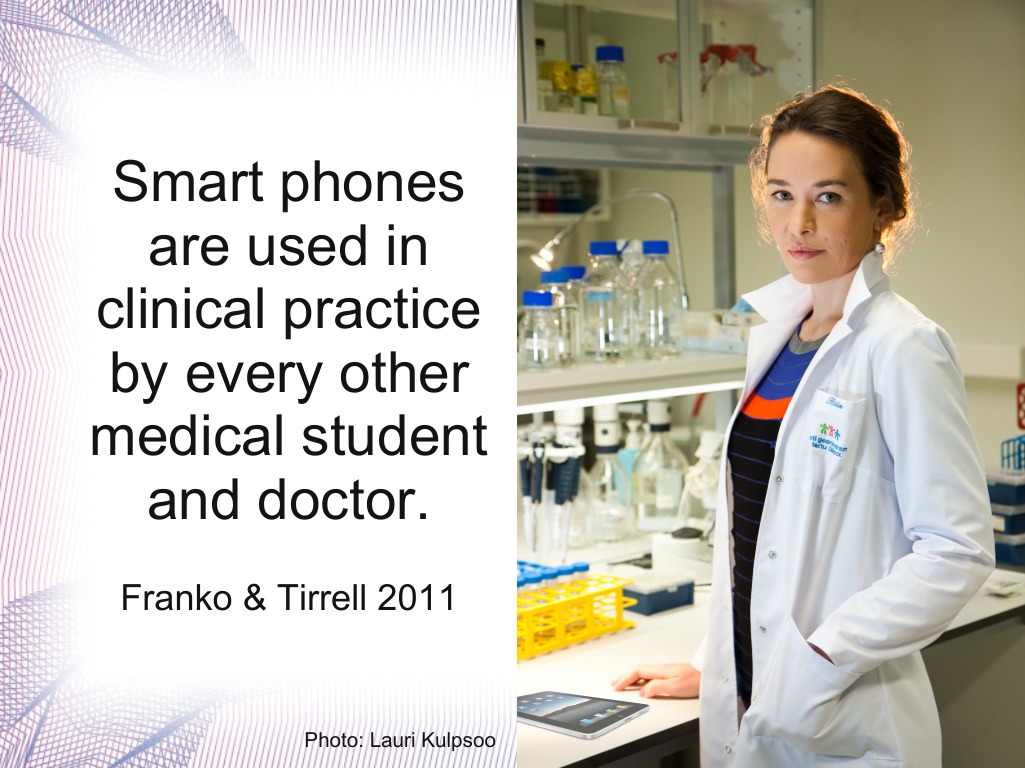 Smart phones
are used in
clinical practice
by every other
medical student
and doctor.
Franko & Tirrell 2011
Photo: Lauri Kulpsoo